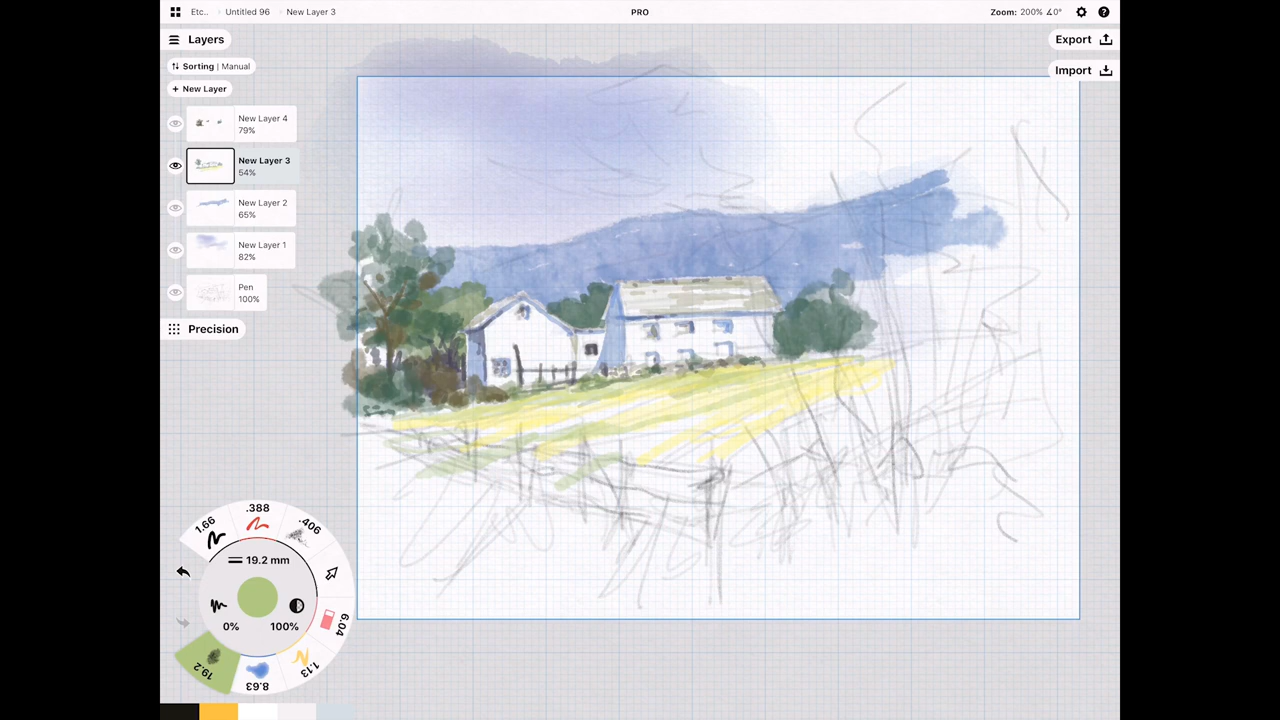 Etc.. › Untitled 96 › New Layer 3
PRO
Zoom: 200% ∠0°
Layers
Export
Sorting | Manual
Import
+ New Layer
New Layer 4
79%
New Layer 3
54%
New Layer 2
65%
New Layer 1
82%
Pen
100%
Precision
1.66
.388
.406
19.2 mm
0%
100%
6.04
1.13
8.63
19.2